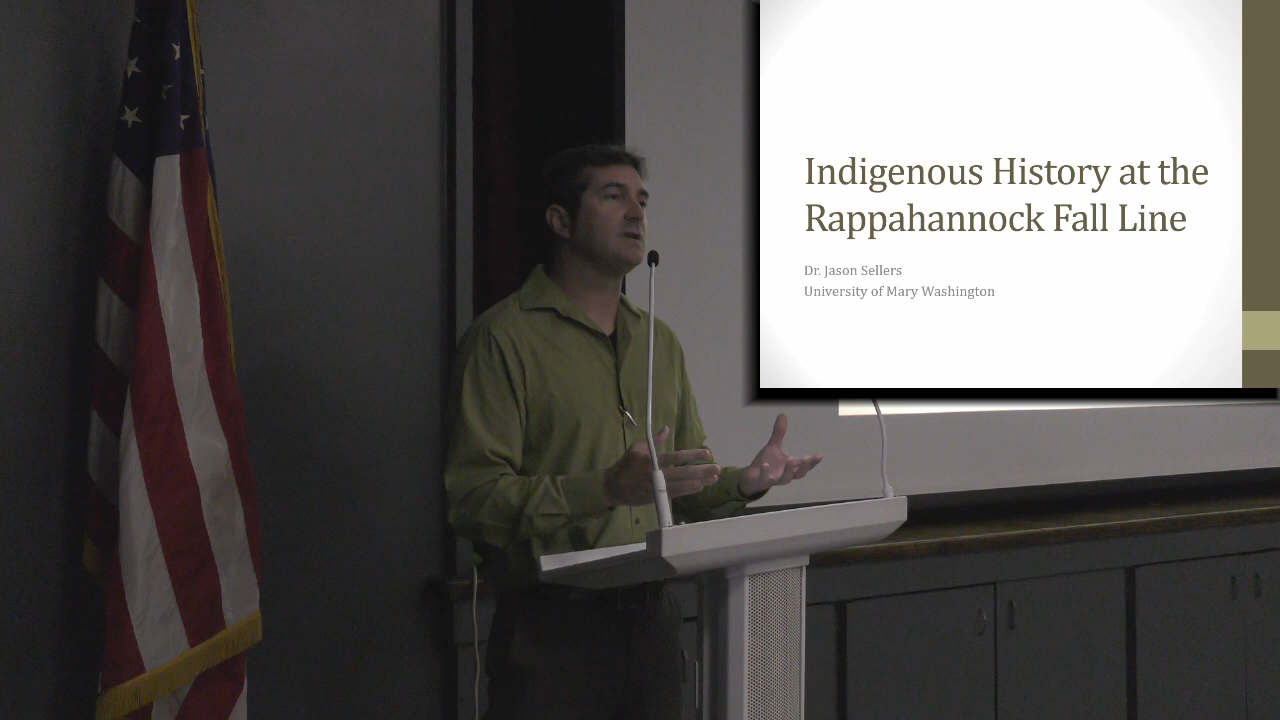 Indigenous History at the
Rappahannock Fall Line
Dr. Jason Sellers
University of Mary Washington